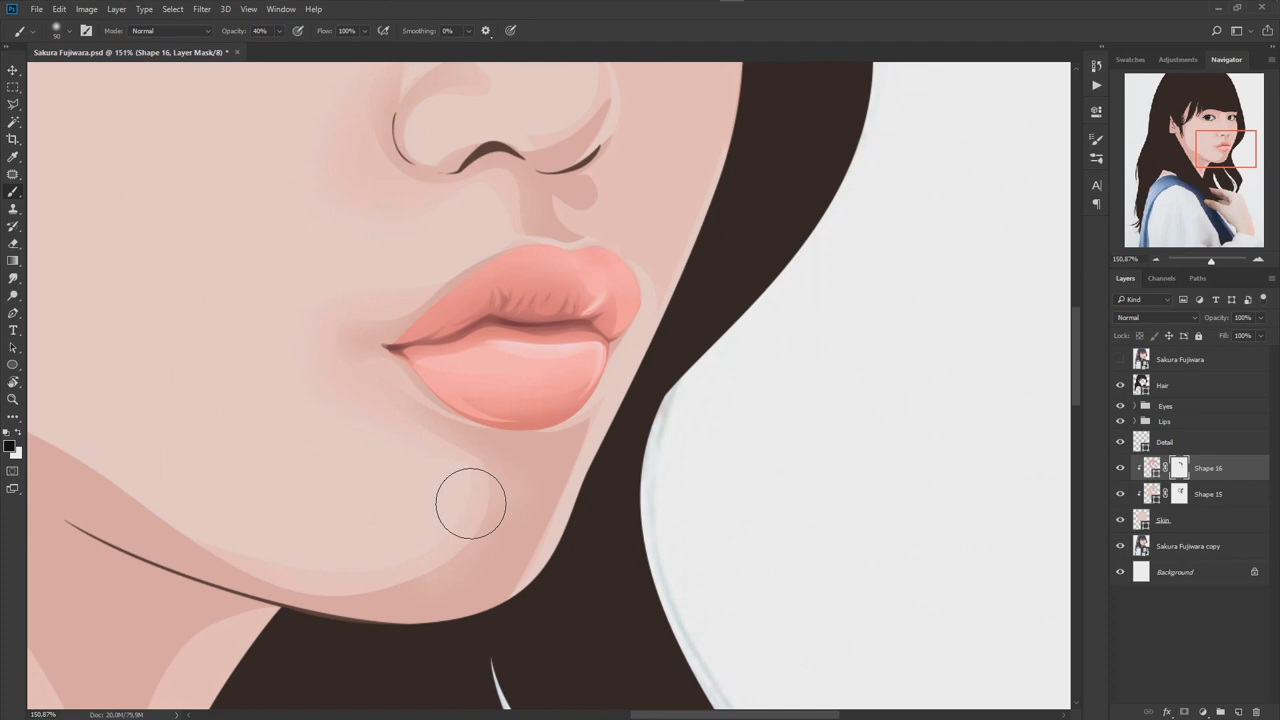 Ps File Edit Image Layer Type Select Filter 3D View Window Help
90 Mode: Normal Opacity: 40% Flow: 100% Smoothing: 0%
Sakura Fujiwara.psd @ 151% (Shape 16, Layer Mask/8) * ×
Swatches Adjustments Navigator
150,87%
Layers Channels Paths
Kind
Normal Opacity: 100%
Lock: Fill: 100%
Sakura Fujiwara
Hair
Eyes
Lips
Detail
Shape 16
Shape 15
Skin
Sakura Fujiwara copy
Background
150,87% Doc: 20,0M/79,9M